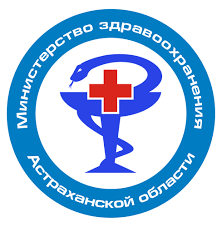 Министерство здравоохранения
Астраханской области